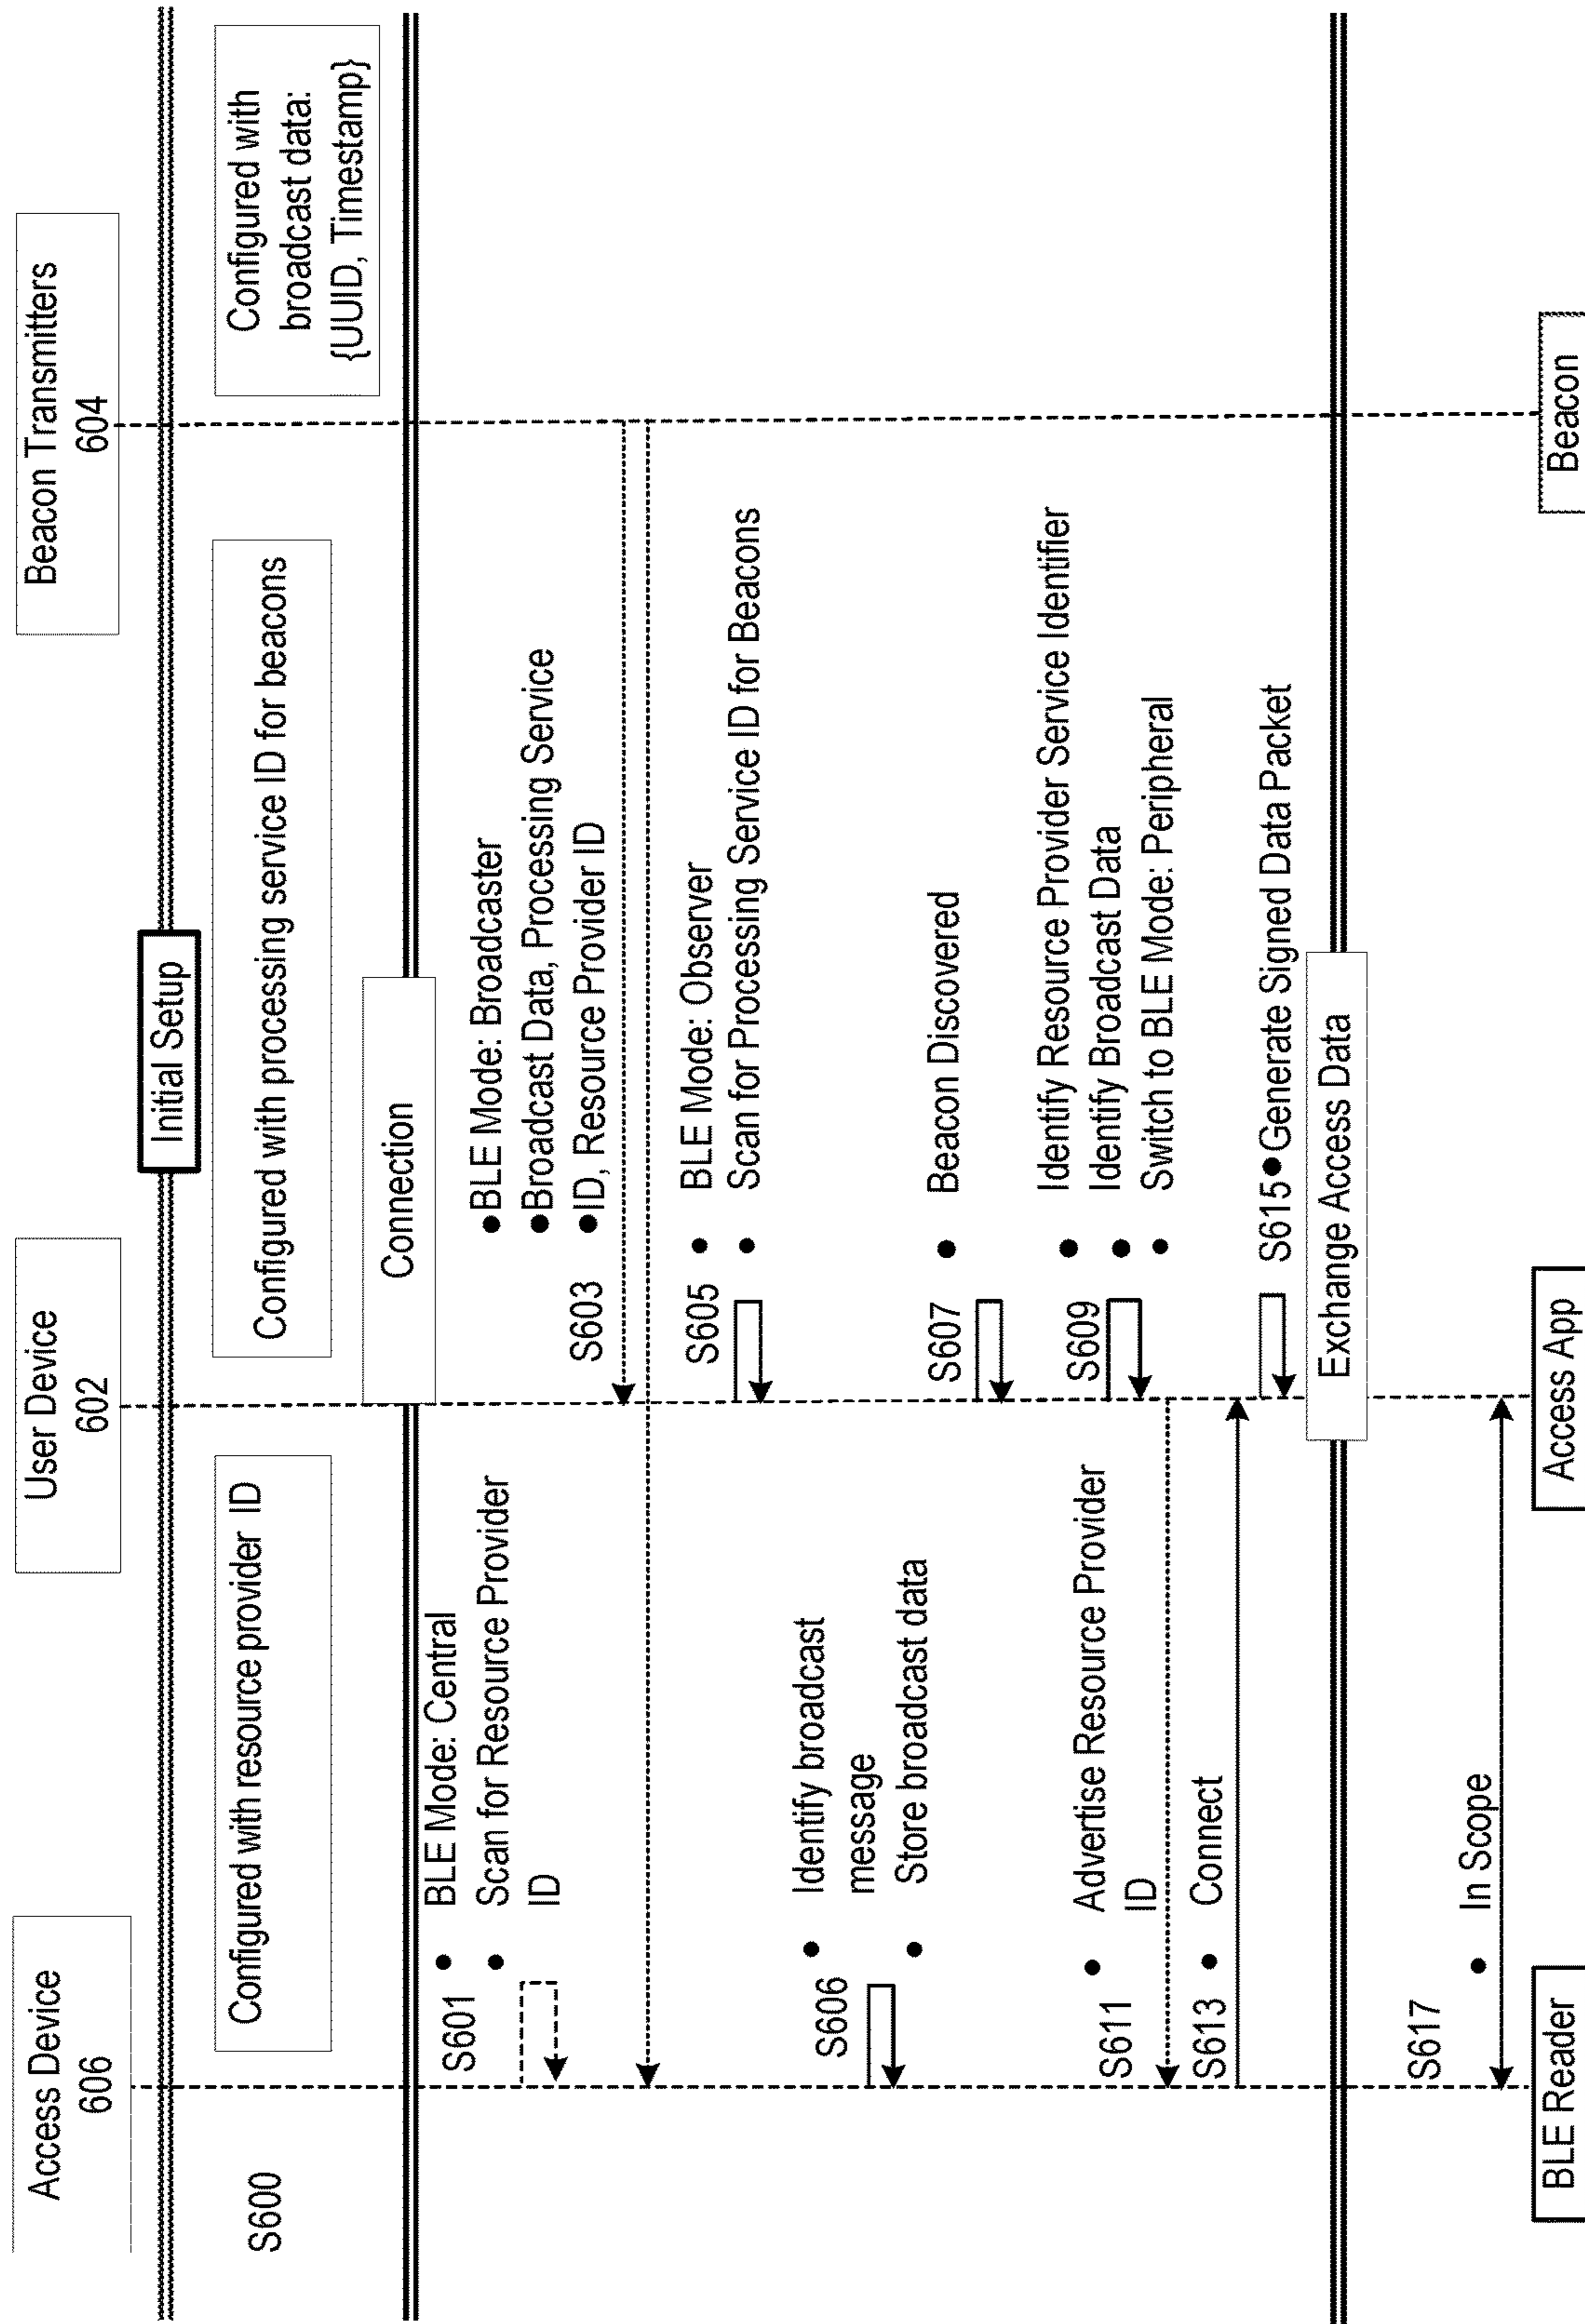 Access Device
606
User Device
602
Beacon Transmitters
604
Initial Setup
S600
Configured with resource provider ID
Configured with processing service ID for beacons
Configured with
broadcast data:
{UUID, Timestamp}
Connection
S601
• BLE Mode: Central
• Scan for Resource Provider
ID
S603
●BLE Mode: Broadcaster
●Broadcast Data, Processing Service
●ID, Resource Provider ID
S605
• BLE Mode: Observer
• Scan for Processing Service ID for Beacons
S606
• Identify broadcast
message
• Store broadcast data
S607
• Beacon Discovered
S609
• Identify Resource Provider Service Identifier
• Identify Broadcast Data
• Switch to BLE Mode: Peripheral
S611
• Advertise Resource Provider
ID
S613 • Connect
S615●Generate Signed Data Packet
Exchange Access Data
S617
• In Scope
BLE Reader
Access App
Beacon